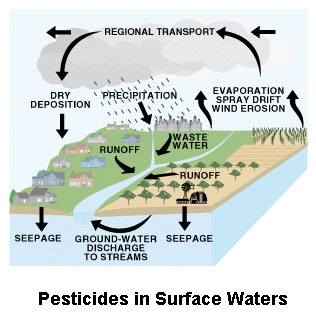 REGIONAL TRANSPORT
DRY
DEPOSITION
PRECIPITATION
EVAPORATION
SPRAY DRIFT
WIND EROSION
WASTE
WATER
RUNOFF
RUNOFF
SEEPAGE
GROUND-WATER
DISCHARGE
TO STREAMS
SEEPAGE
Pesticides in Surface Waters